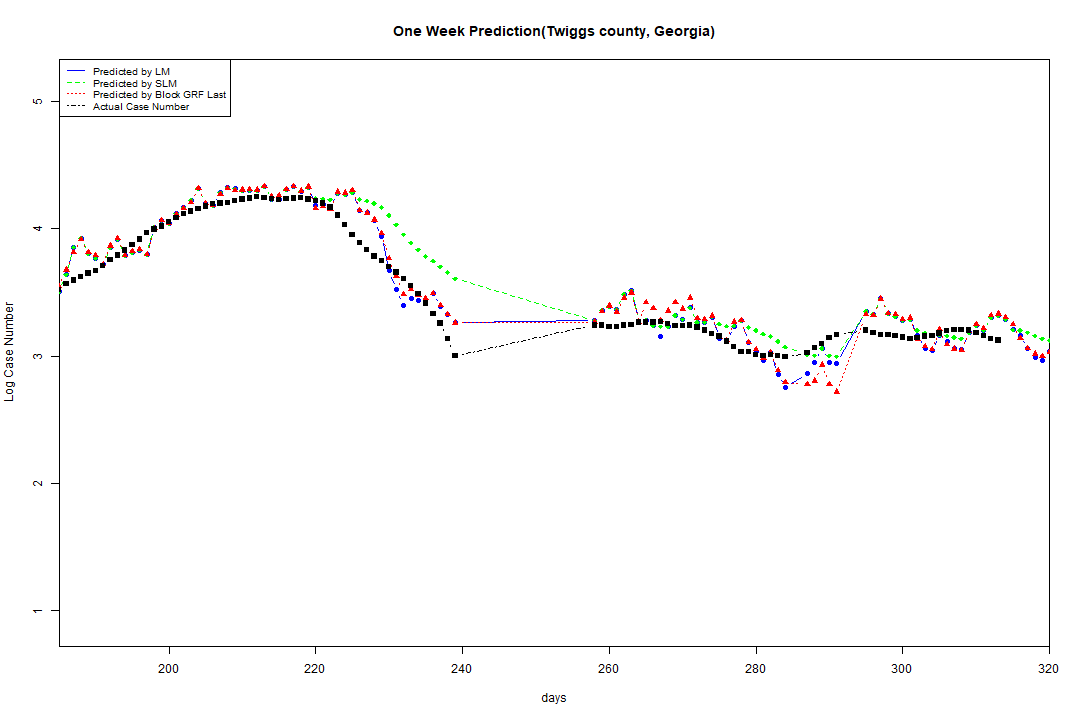 One Week Prediction(Twiggs county, Georgia)
Predicted by LM
Predicted by SLM
Predicted by Block GRF Last
Actual Case Number
5
4
3
2
1
Log Case Number
200 220 240 260 280 300 320
days